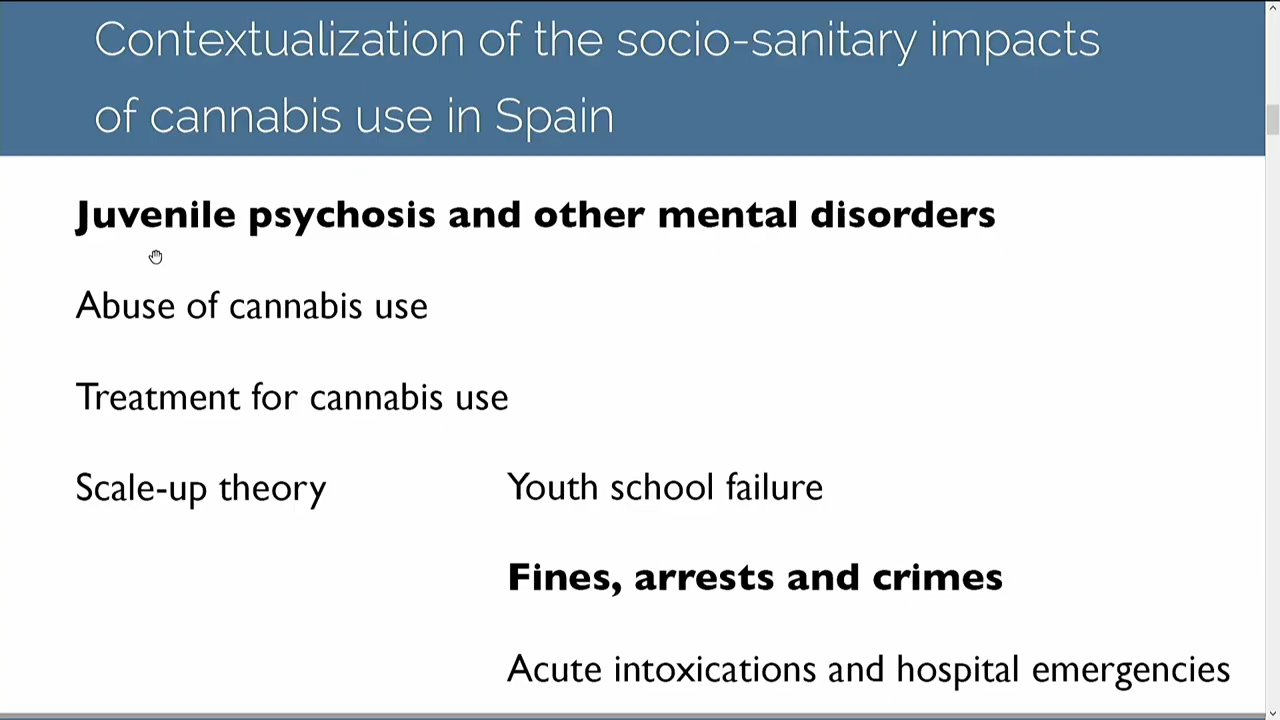 Contextualization of the socio-sanitary impacts
of cannabis use in Spain
Juvenile psychosis and other mental disorders
Abuse of cannabis use
Treatment for cannabis use
Scale-up theory
Youth school failure
Fines, arrests and crimes
Acute intoxications and hospital emergencies